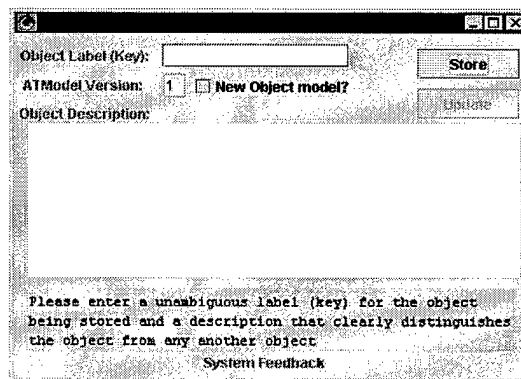 Object Label (Key):
Store
ATModel Version: 1 New Object model?
Update
Object Description:
Please enter a unambiguous label (key) for the object
being stored and a description that clearly distinguishes
the object from any another object
System Feedback